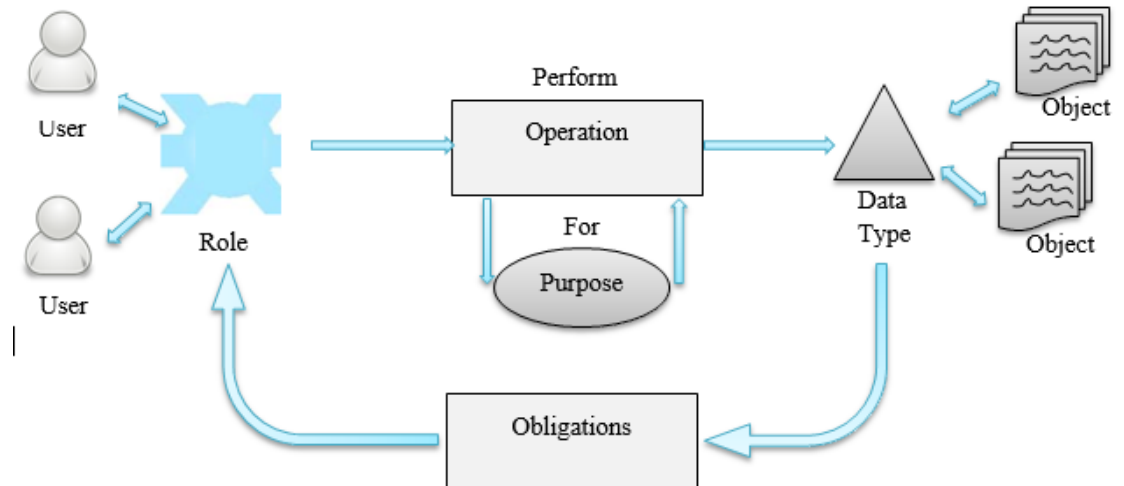 Perform
Object
User
Operation
Role
For
Data
Type
Object
Purpose
User
Obligations